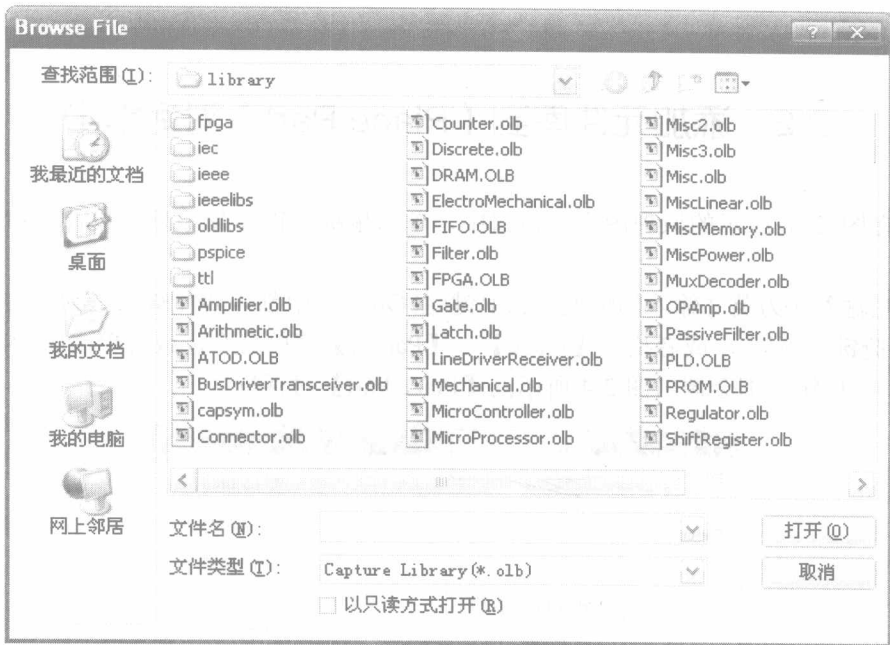 Browse File
查找范围(I):
library
我最近的文档
桌面
我的文档
我的电脑
网上邻居
fpga
iec
ieee
ieeelibs
oldlibs
pspice
ttl
Amplifier.olb
Arithmetic.olb
ATOD.OLB
BusDriverTransceiver.olb
capsym.olb
Connector.olb
Counter.olb
Discrete.olb
DRAM.OLB
ElectroMechanical.olb
FIFO.OLB
Filter.olb
FPGA.OLB
Gate.olb
Latch.olb
LineDriverReceiver.olb
Mechanical.olb
MicroController.olb
MicroProcessor.olb
Misc2.olb
Misc3.olb
Misc.olb
MiscLinear.olb
MiscMemory.olb
MiscPower.olb
MuxDecoder.olb
OPAmp.olb
PassiveFilter.olb
PLD.OLB
PROM.OLB
Regulator.olb
ShiftRegister.olb
文件名(N):
打开(O)
文件类型(T):
Capture Library(*.olb)
取消
以只读方式打开(R)